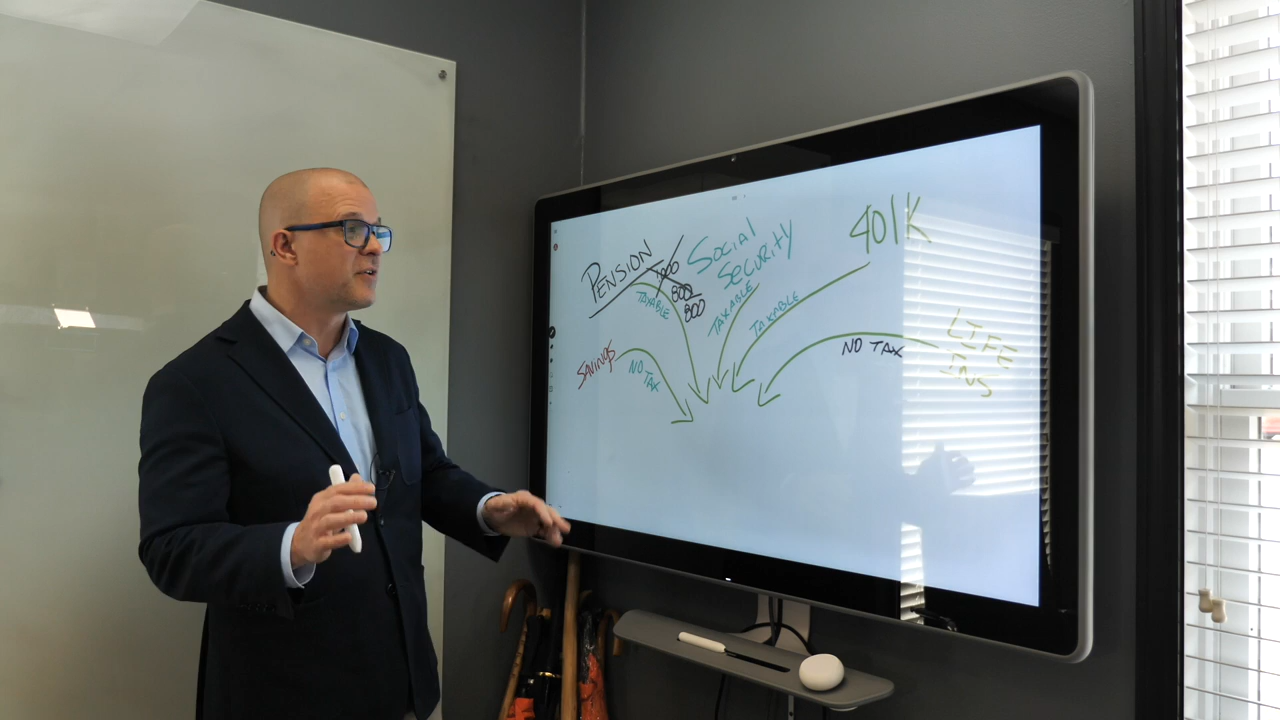 PENSION
1000
800
800
TAXABLE
SOCIAL
SECURITY
TAXABLE
401K
TAXABLE
SAVINGS
NO
TAX
NO TAX
LIFE
INS